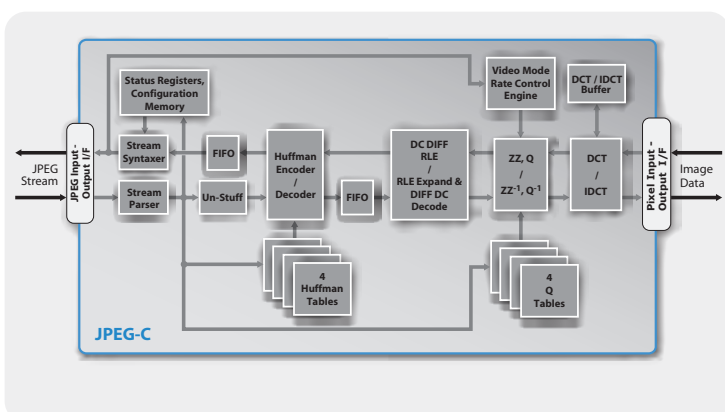 Status Registers,
Configuration
Memory
Video Mode
Rate Control
Engine
DCT / IDCT
Buffer
JPEG Input -
Output I/F
JPEG
Stream
Stream
Syntaxer
FIFO
Huffman
Encoder
/
Decoder
DC DIFF
RLE
/
RLE Expand &
DIFF DC
Decode
ZZ, Q
/
ZZ⁻¹, Q⁻¹
DCT
/
IDCT
Pixel Input -
Output I/F
Image
Data
Stream
Parser
Un-Stuff
FIFO
4
Huffman
Tables
4
Q
Tables
JPEG-C